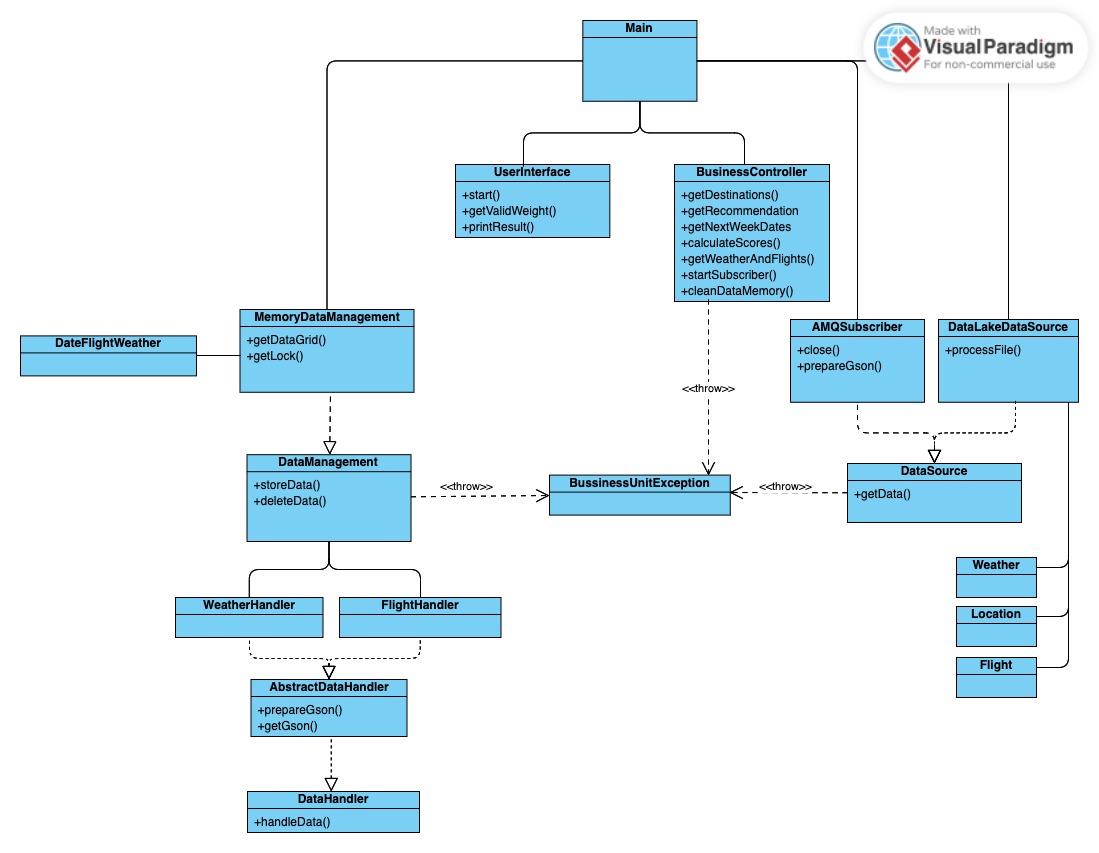 Main
Made with
Visual Paradigm
For non-commercial use
UserInterface
+start()
+getValidWeight()
+printResult()
BusinessController
+getDestinations()
+getRecommendation
+getNextWeekDates
+calculateScores()
+getWeatherAndFlights()
+startSubscriber()
+cleanDataMemory()
DateFlightWeather
MemoryDataManagement
+getDataGrid()
+getLock()
AMQSubscriber
+close()
+prepareGson()
DataLakeDataSource
+processFile()
<<throw>>
DataManagement
+storeData()
+deleteData()
<<throw>>
BussinessUnitException
<<throw>>
DataSource
+getData()
Weather
Location
Flight
WeatherHandler
FlightHandler
AbstractDataHandler
+prepareGson()
+getGson()
DataHandler
+handleData()